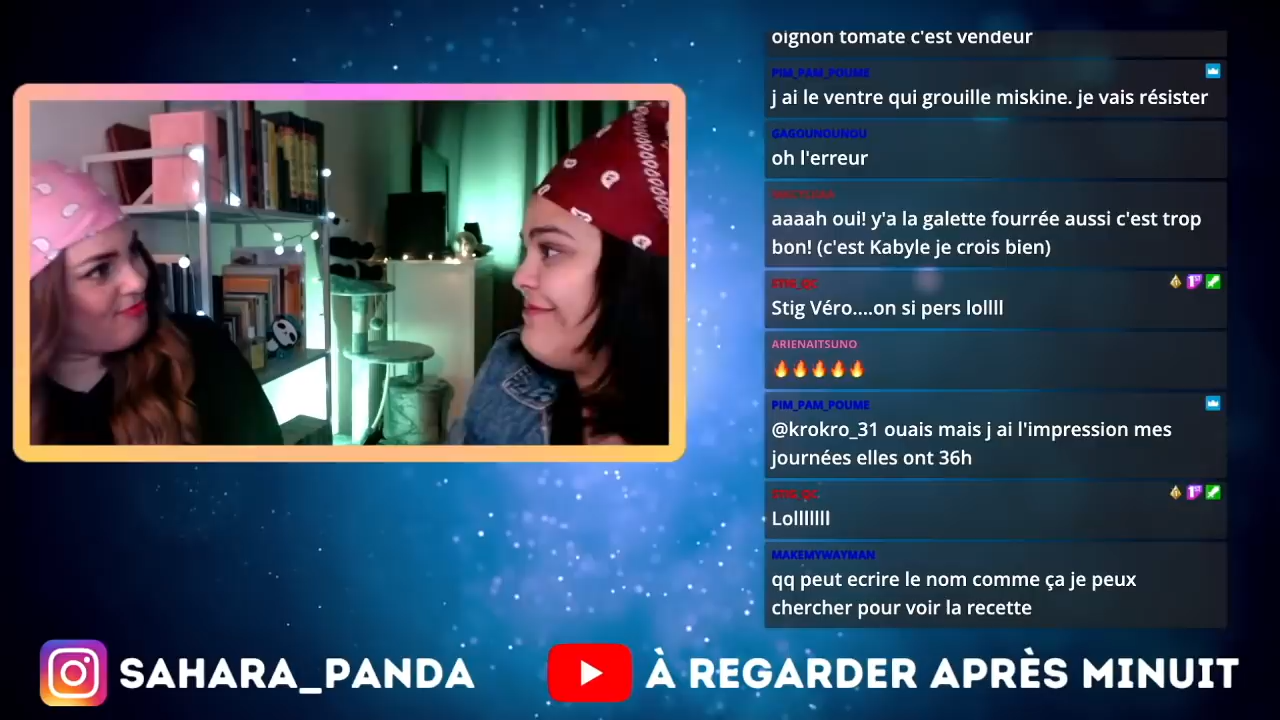 oignon tomate c'est vendeur
PIM_PAM_POUME
j ai le ventre qui grouille miskine. je vais résister
GAGOUNOUNOU
oh l'erreur
aaaah oui! y'a la galette fourrée aussi c'est trop
bon! (c'est Kabyle je crois bien)
STIG_QC
Stig Véro....on si pers lollll
ARIENAITSUNO
🔥🔥🔥🔥🔥
PIM_PAM_POUME
@krokro_31 ouais mais j ai l'impression mes
journées elles ont 36h
STIG_QC
Lolllllll
MAKEMYWAYMAN
qq peut ecrire le nom comme ça je peux
chercher pour voir la recette
SAHARA_PANDA
À REGARDER APRÈS MINUIT